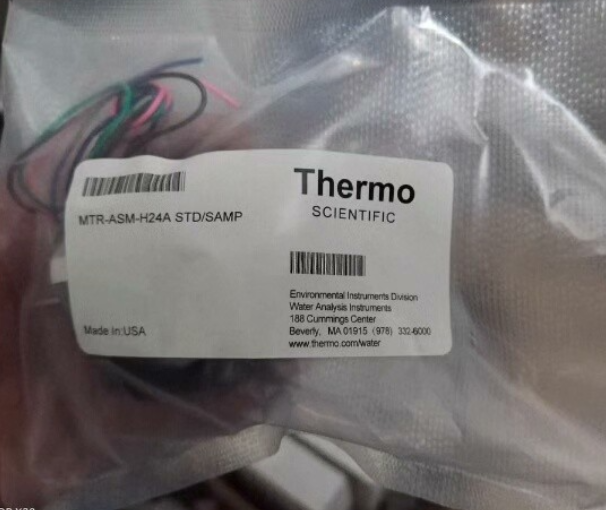 MTR-ASM-H24A STD/SAMP
Made In:USA
Thermo
SCIENTIFIC
Environmental Instruments Division
Water Analysis Instruments
188 Cummings Center
Beverly, MA 01915 (978) 332-6000
www.thermo.com/water